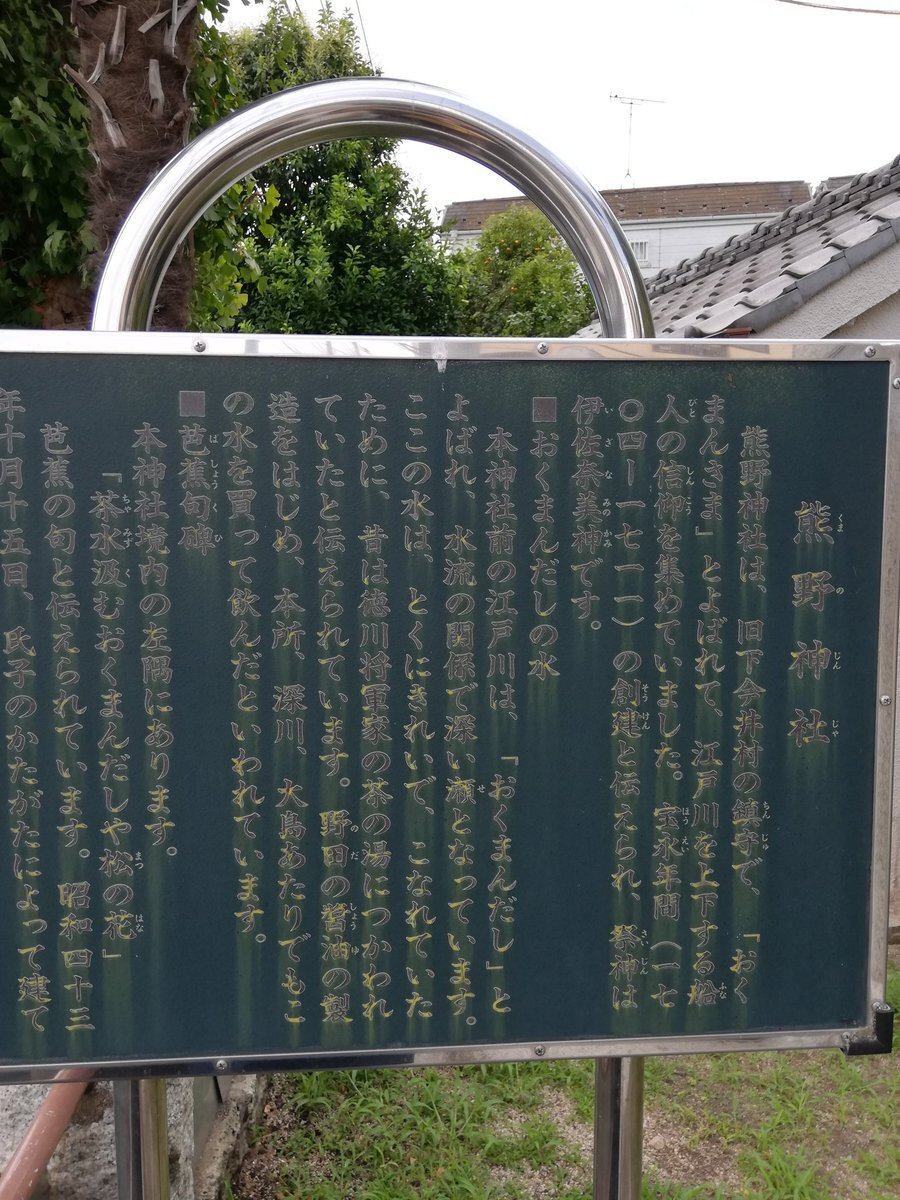 熊野神社
くまのじんじゃ
熊野神社は、旧下今井村の鎮守で、「おく
まんさま』とよばれて、江戸川を上下する船
人の信仰を集めていました。宝永年間（一七
〇四ー一七一一）の創建と伝えられ、祭神は
伊佐奈美神です。
■おくまんだしの水
本神社前の江戸川は、「おくまんだし」と
よばれ、水流の関係で深い瀬となっています。
ここの水は、とくにきれいで、こなれていた
ために、昔は徳川将軍家の茶の湯につかわれ
ていたと伝えられています。野田の醤油の製
造をはじめ、本所、深川、大島あたりでもこ
の水を買って飲んだといわれています。
■芭蕉句碑
本神社境内の左隅にあります。
「茶水汲むおくまんだしや松の花」
芭蕉の句と伝えられています。昭和四十三
年十月十五日、氏子のかたがたによって建て